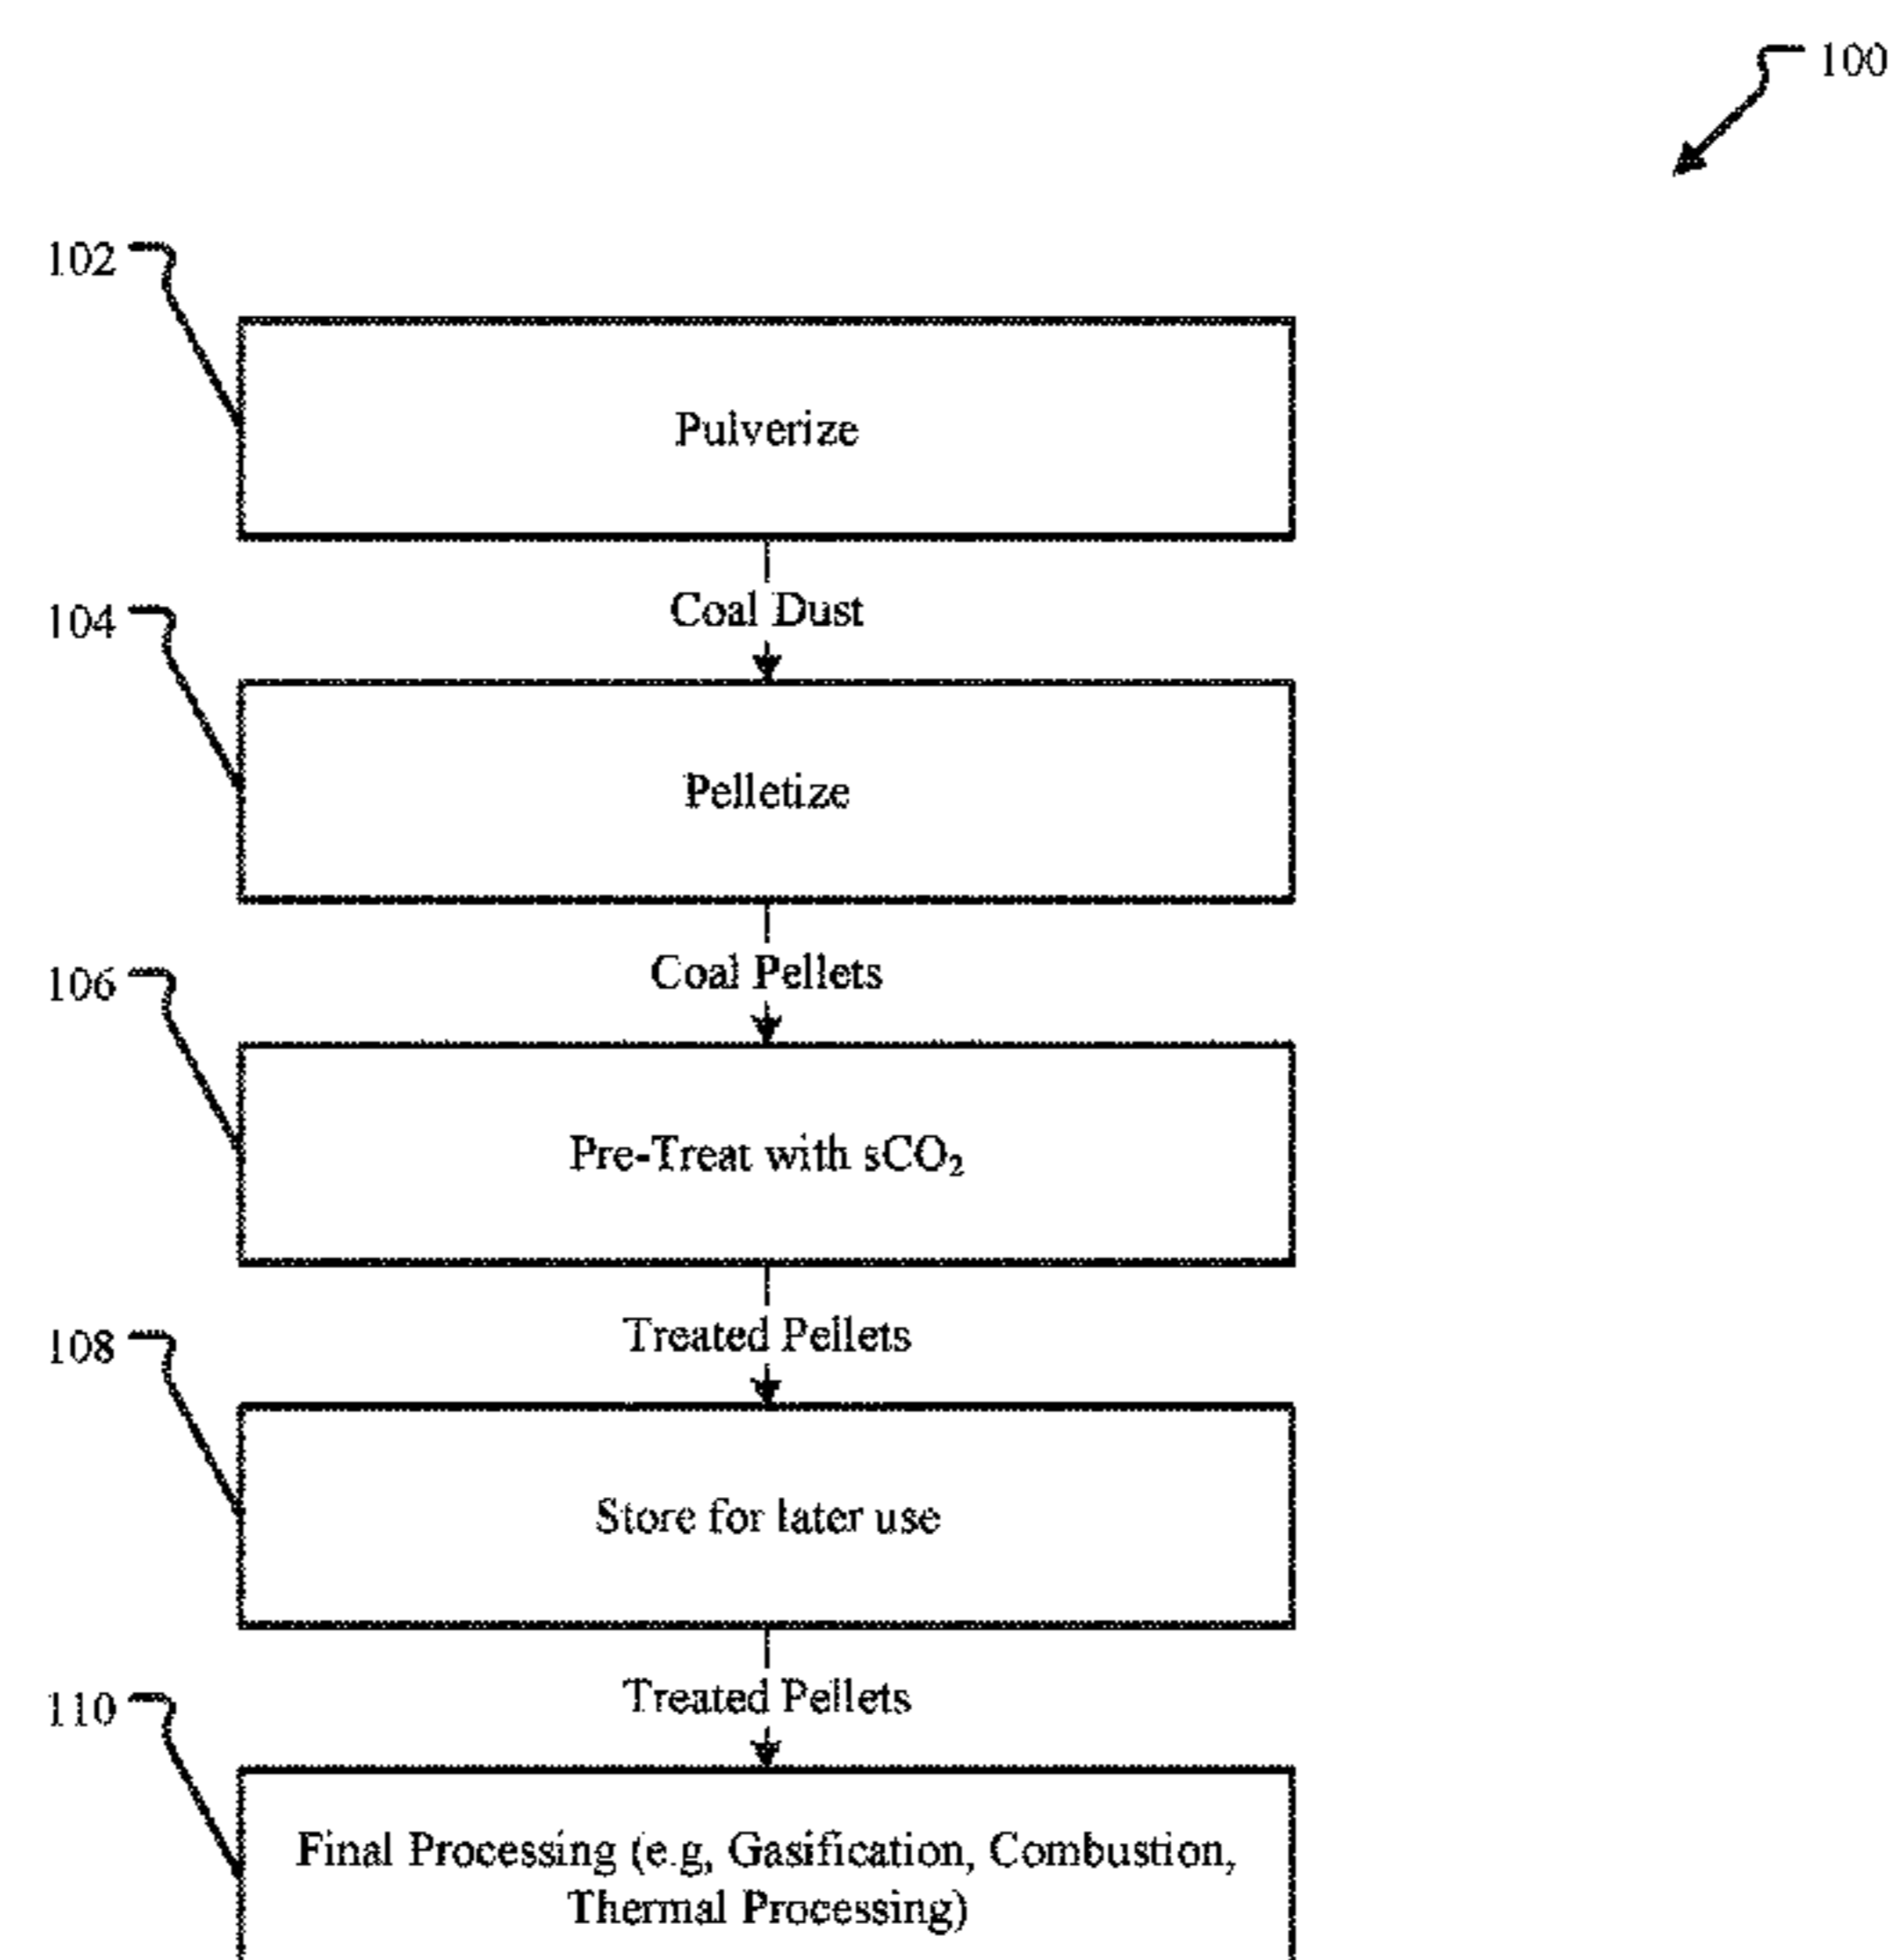 100
102
Pulverize
Coal Dust
104
Pelletize
Coal Pellets
106
Pre-Treat with sCO₂
Treated Pellets
108
Store for later use
Treated Pellets
110
Final Processing (e.g, Gasification, Combustion,
Thermal Processing)